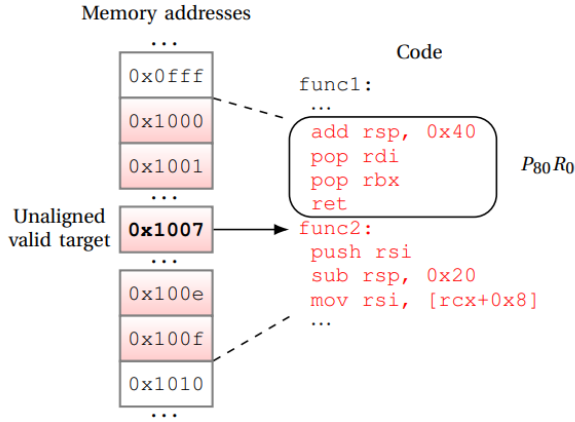 Memory addresses
...
0x0fff
0x1000
0x1001
...
Unaligned
valid target
0x1007
...
0x100e
0x100f
0x1010
...
Code
func1:
...
add rsp, 0x40
pop rdi
pop rbx
ret
P80R0
func2:
push rsi
sub rsp, 0x20
mov rsi, [rcx+0x8]
...